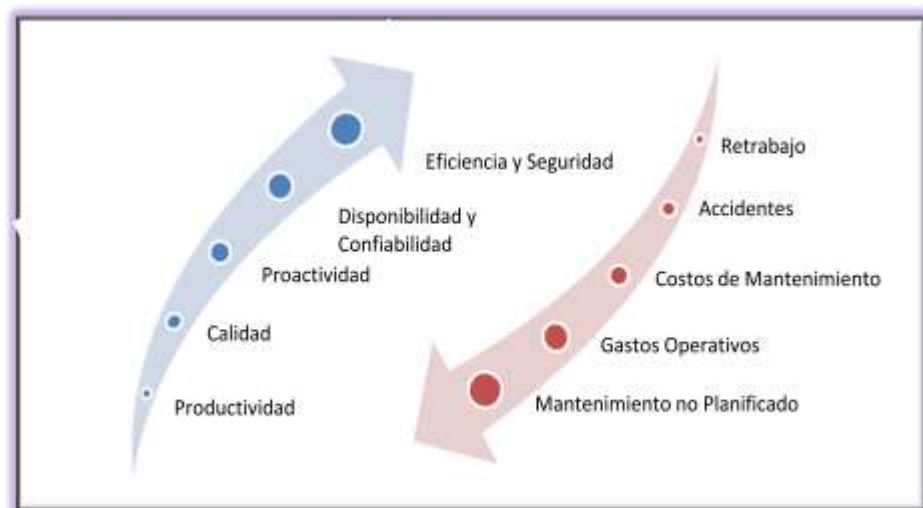 Eficiencia y Seguridad
Disponibilidad y
Confiabilidad
Proactividad
Calidad
Productividad
Retrabajo
Accidentes
Costos de Mantenimiento
Gastos Operativos
Mantenimiento no Planificado